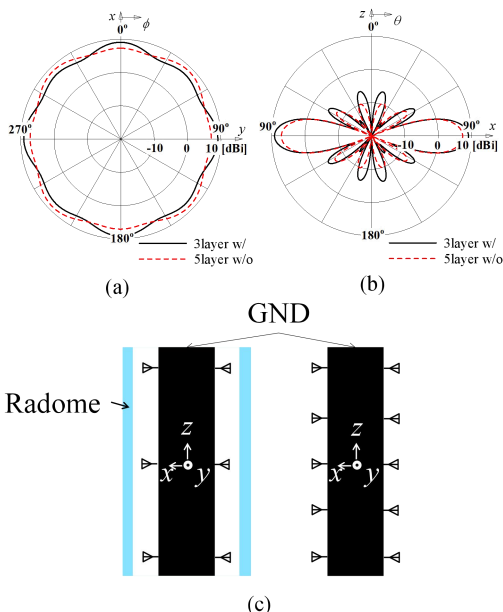 x ϕ
0°
270° 90° y
-10 0 10 [dBi]
180°
3layer w/
5layer w/o
(a)
z θ
0°
90° 90° x
-10 0 10 [dBi]
180°
3layer w/
5layer w/o
(b)
GND
Radome
z
x y
z
x y
(c)